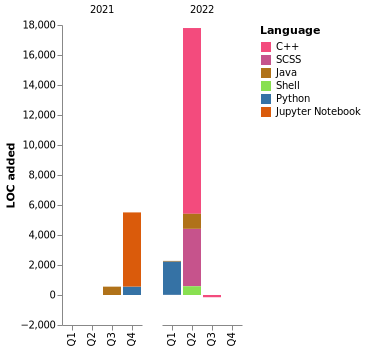 2021
2022
LOC added
18,000
16,000
14,000
12,000
10,000
8,000
6,000
4,000
2,000
0
−2,000
Q1
Q2
Q3
Q4
Q1
Q2
Q3
Q4
Language
C++
SCSS
Java
Shell
Python
Jupyter Notebook